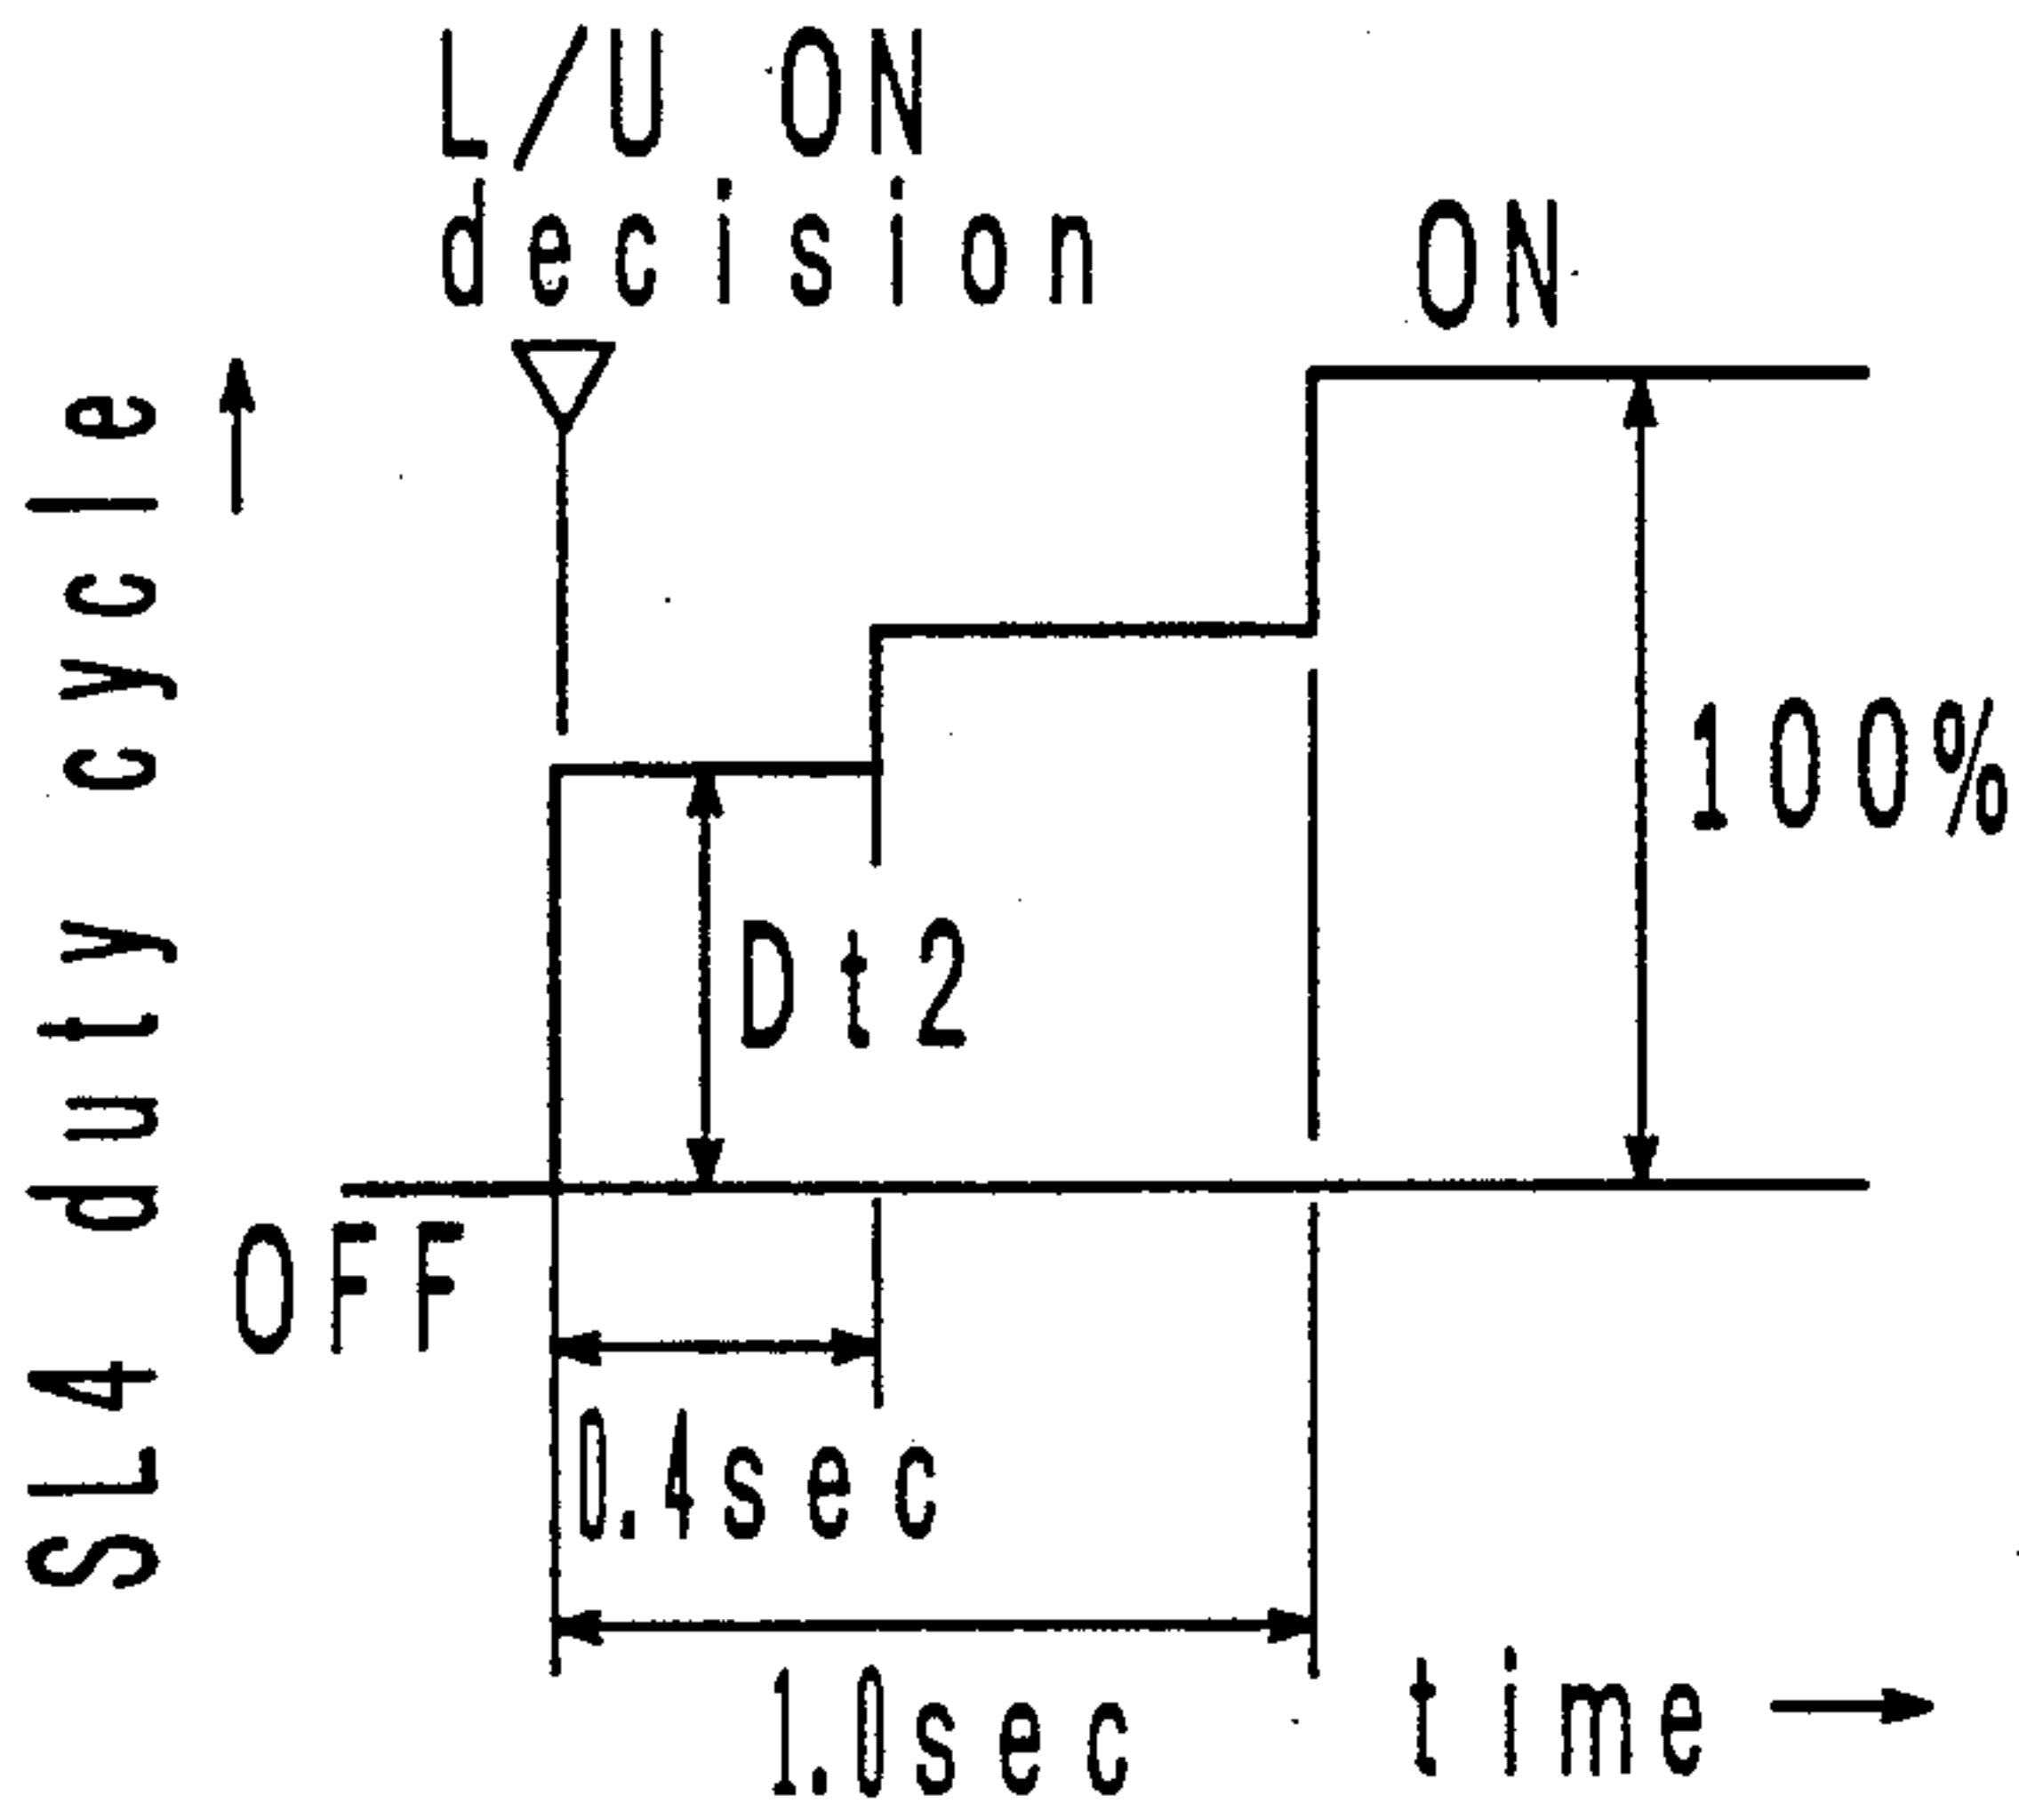 L/U ON
decision
ON
SL4 duty cycle
100%
Dt2
OFF
0.4sec
1.0sec
time